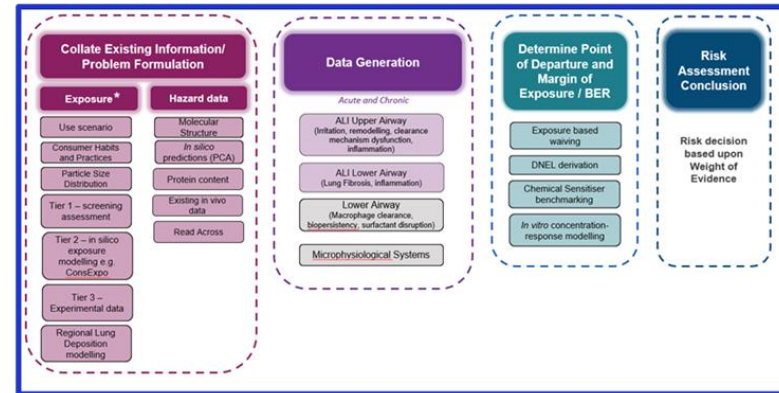 Collate Existing Information/
Problem Formulation
Exposure*
Use scenario
Consumer Habits and
Practices
Particle Size
Distribution
Tier 1 – screening
assessment
Tier 2 – in silico
exposure
modelling e.g.
ConsExpo
Tier 3 –
Experimental data
Regional Lung
Deposition
modelling
Hazard data
Molecular
Structure
In silico
predictions (PCA)
Protein content
Existing in vivo
data
Read Across
Data Generation
Acute and Chronic
ALI Upper Airway
(Irritation, remodelling, clearance
mechanism dysfunction,
inflammation)
ALI Lower Airway
(Lung Fibrosis, inflammation)
Lower Airway
(Macrophage clearance,
biopersistency, surfactant disruption)
Microphysiological Systems
Determine Point
of Departure and
Margin of
Exposure / BER
Exposure based
waiving
DNEL derivation
Chemical Sensitiser
benchmarking
In vitro concentration-
response modelling
Risk
Assessment
Conclusion
Risk decision
based upon
Weight of
Evidence